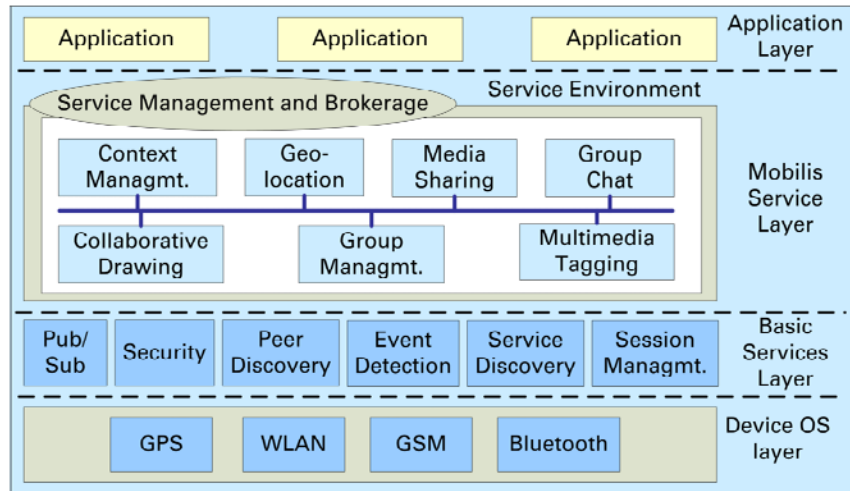 Application Application Application Application
Layer
Service Management and Brokerage Service Environment
Context Geo- Media Group
Managmt. location Sharing Chat
Mobilis
Service
Layer
Collaborative Group Multimedia
Drawing Managmt. Tagging
Pub/ Security Peer Event Service Session Basic
Sub Discovery Detection Discovery Managmt. Services
Layer
GPS WLAN GSM Bluetooth Device OS
layer